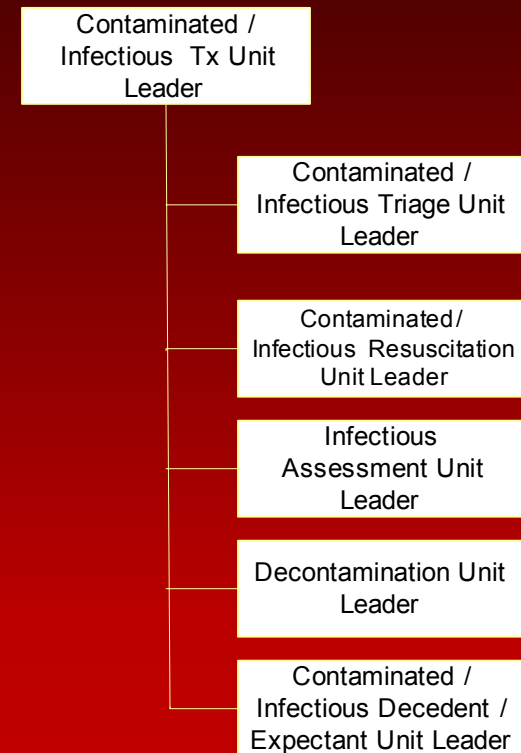 Contaminated /
Infectious Tx Unit
Leader
Contaminated /
Infectious Triage Unit
Leader
Contaminated/
Infectious Resuscitation
Unit Leader
Infectious
Assessment Unit
Leader
Decontamination Unit
Leader
Contaminated /
Infectious Decedent /
Expectant Unit Leader